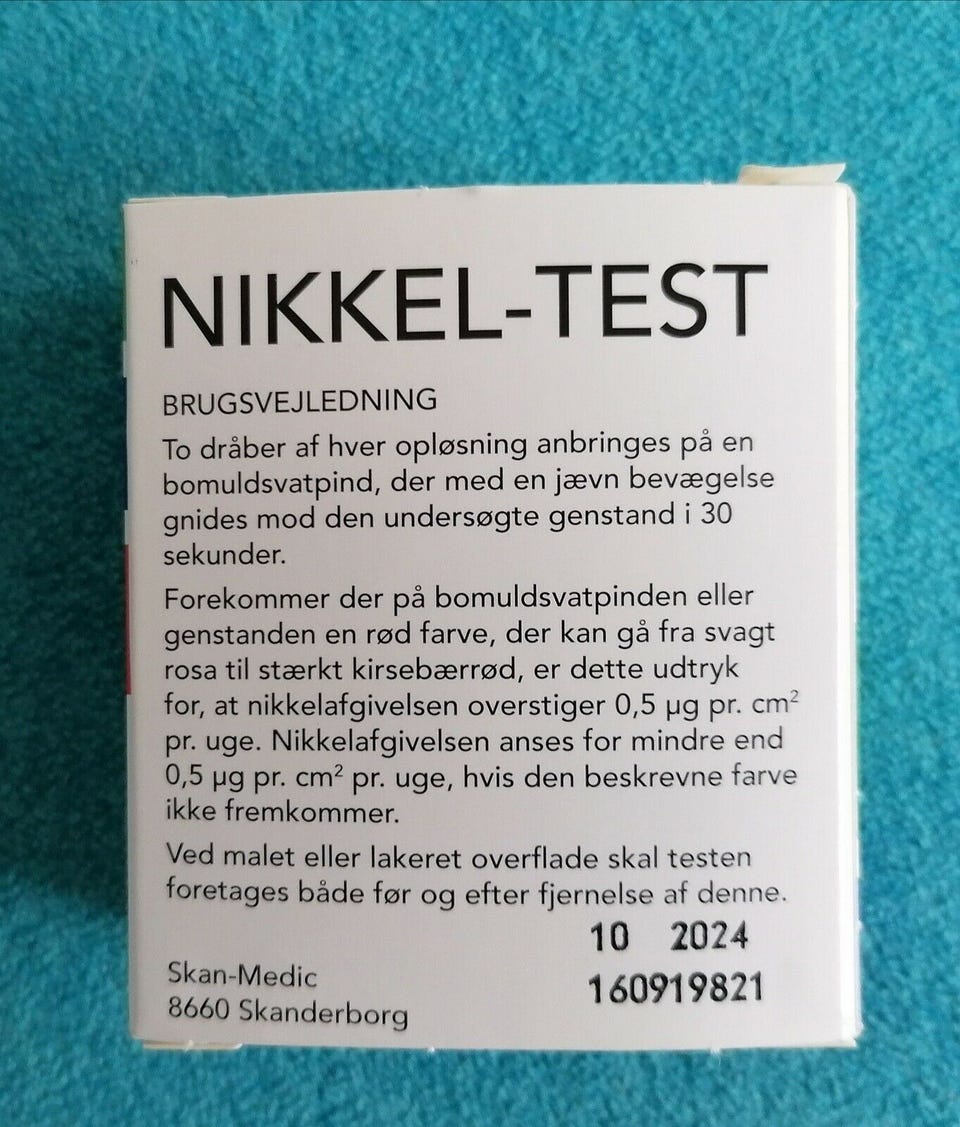 NIKKEL-TEST
BRUGSVEJLEDNING
To dråber af hver opløsning anbringes på en
bomuldsvatpind, der med en jævn bevægelse
gnides mod den undersøgte genstand i 30
sekunder.
Forekommer der på bomuldsvatpinden eller
genstanden en rød farve, der kan gå fra svagt
rosa til stærkt kirsebærrød, er dette udtryk
for, at nikkelafgivelsen overstiger 0,5 µg pr. cm²
pr. uge. Nikkelafgivelsen anses for mindre end
0,5 µg pr. cm² pr. uge, hvis den beskrevne farve
ikke fremkommer.
Ved malet eller lakeret overflade skal testen
foretages både før og efter fjernelse af denne.
10 2024
160919821
Skan-Medic
8660 Skanderborg